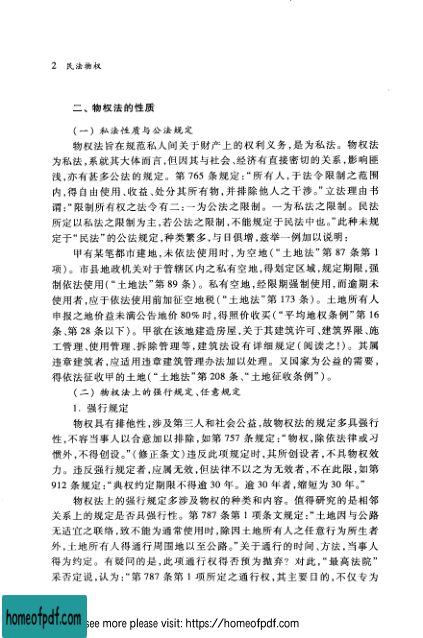 2 民法物权
二、物权法的性质
(一) 私法性质与公法规定
物权法旨在规范私人间关于财产上的权利义务,是为私法。物权法
为私法,系就其大体而言,但因其与社会、经济有直接密切的关系,影响匪
浅,亦有甚多公法的规定。第 765 条规定:“所有人,于法令限制之范围
内,得自由使用、收益、处分其所有物,并排除他人之干涉。”立法理由书
谓:“限制所有权之法令有二:一为公法之限制。一为私法之限制。民法
所定以私法之限制为主,若公法之限制,不能规定于民法中也。”此种未规
定于“民法”的公法规定,种类繁多,与日俱增,兹举一例加以说明:
甲有某笔都市建地,未依法使用时,为空地(“土地法”第 87 条第 1
项)。市县地政机关对于管辖区内之私有空地,得划定区域,规定期限,强
制依法使用(“土地法”第 89 条)。私有空地,经限期强制使用,而逾期未
使用者,应于依法使用前加征空地税(“土地法”第 173 条)。土地所有人
申报之地价未满公告地价 80% 时,得照价收买(“平均地权条例”第 16
条、第 28 条以下)。甲欲在该地建造房屋,关于其建筑许可、建筑界限、施
工管理、使用管理、拆除管理等,建筑法设有详细规定(阅读之!)。其属
违章建筑者,应适用违章建筑管理办法加以处理。又国家为公益的需要,
得依法征收甲的土地(“土地法”第 208 条、“土地征收条例”)。
(二) 物权法上的强行规定、任意规定
1. 强行规定
物权具有排他性,涉及第三人和社会公益,故物权法的规定多具强行
性,不容当事人以合意加以排除,如第 757 条规定:“物权,除依法律或习
惯外,不得创设。”(修正条文)违反此项规定时,其所创设者,不具物权效
力。违反强行规定者,应属无效,但法律不以之为无效者,不在此限,如第
912 条规定:“典权约定期限不得逾 30 年。逾 30 年者,缩短为 30 年。”
物权法上的强行规定多涉及物权的种类和内容。值得研究的是相邻
关系上的规定是否具强行性。第 787 条第 1 项条文规定:“土地因与公路
无适宜之联络,致不能为通常使用时,除因土地所有人之任意行为所生者
外,土地所有人得通行周围地以至公路。”关于通行的时间、方法,当事人
得为约定。有疑问的是,此项通行权得否预为抛弃?对此,“最高法院”
采否定说,认为:“第 787 条第 1 项所定之通行权,其主要目的,不仅专为
homeofpdf.com
see more please visit: https://homeofpdf.com